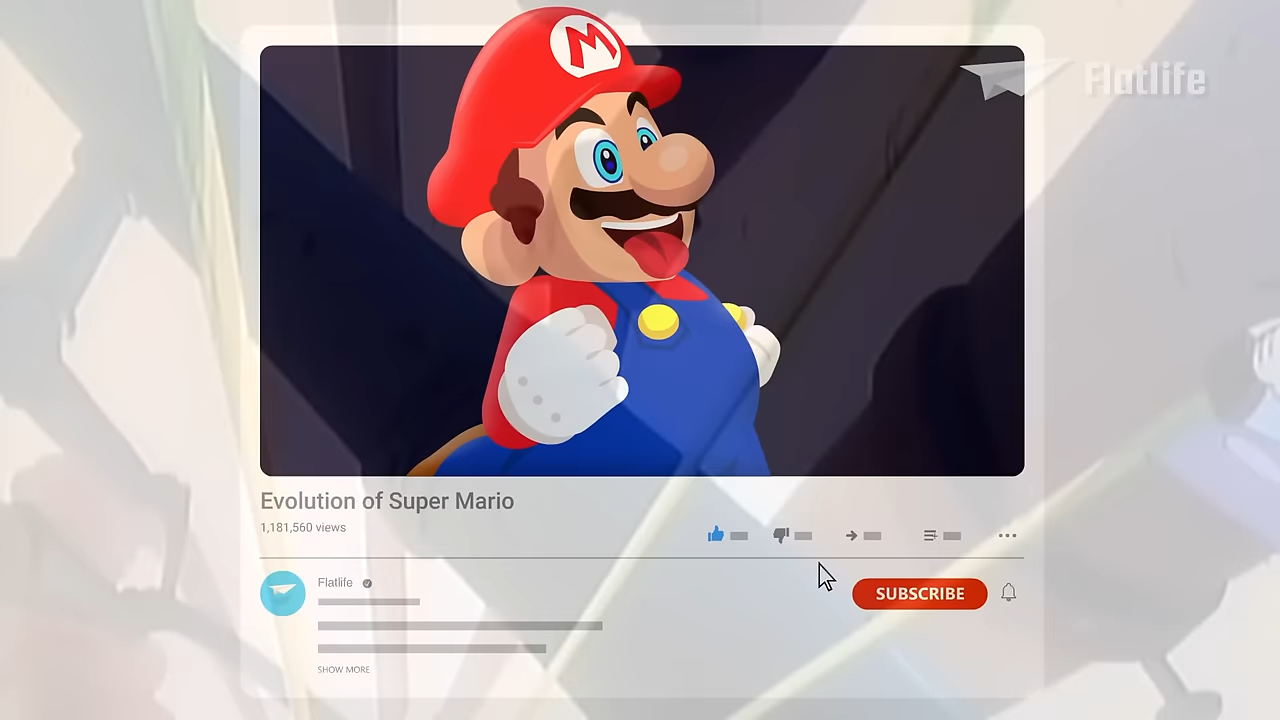 M
Flatlife
Evolution of Super Mario
1,181,560 views
Flatlife
SUBSCRIBE
SHOW MORE